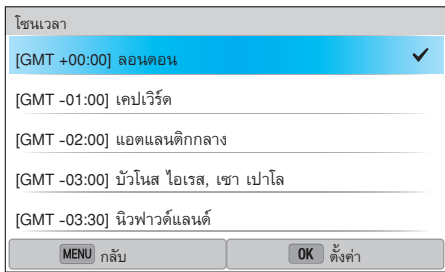 โซนเวลา
[GMT +00:00] ลอนดอน
[GMT -01:00] เคปเวิร์ด
[GMT -02:00] แอตแลนติกกลาง
[GMT -03:00] บัวโนส ไอเรส, เซา เปาโล
[GMT -03:30] นิวฟาวด์แลนด์
MENU กลับ OK ตั้งค่า